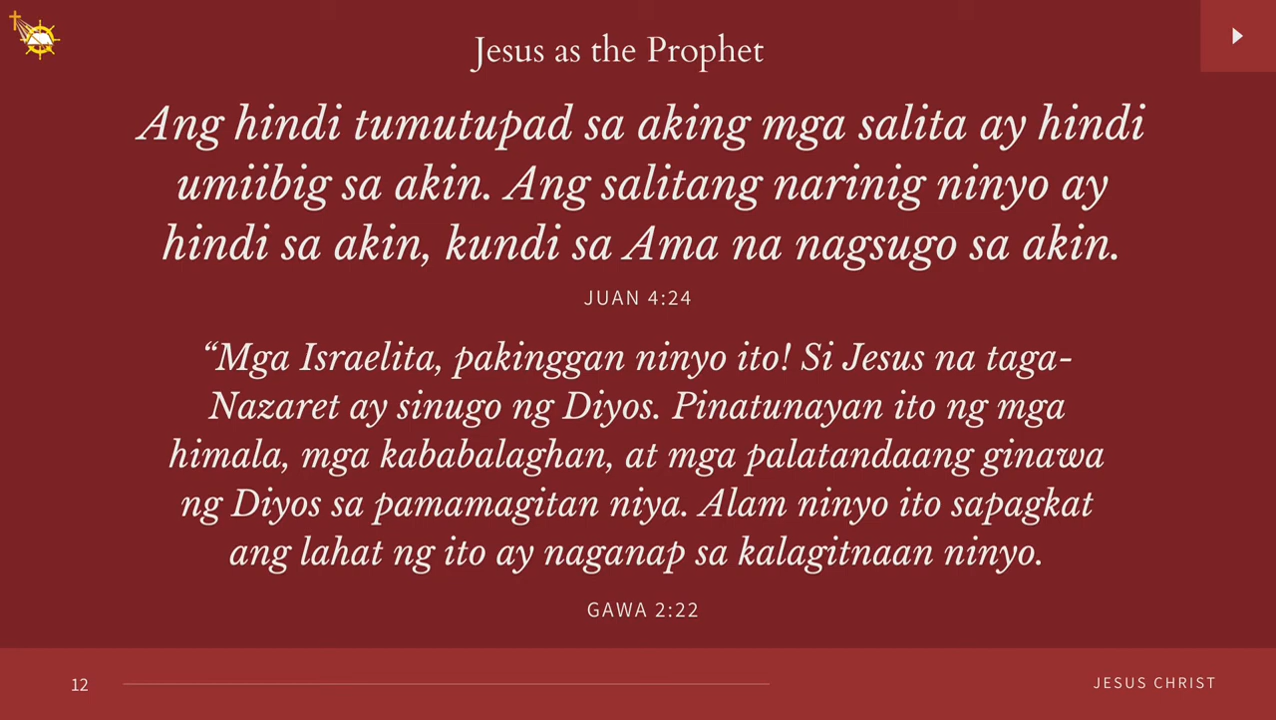 Jesus as the Prophet
Ang hindi tumutupad sa aking mga salita ay hindi
umiibig sa akin. Ang salitang narinig ninyo ay
hindi sa akin, kundi sa Ama na nagsugo sa akin.
JUAN 4:24
“Mga Israelita, pakinggan ninyo ito! Si Jesus na taga-
Nazaret ay sinugo ng Diyos. Pinatunayan ito ng mga
himala, mga kababalaghan, at mga palatandaang ginawa
ng Diyos sa pamamagitan niya. Alam ninyo ito sapagkat
ang lahat ng ito ay naganap sa kalagitnaan ninyo.
GAWA 2:22
12
JESUS CHRIST